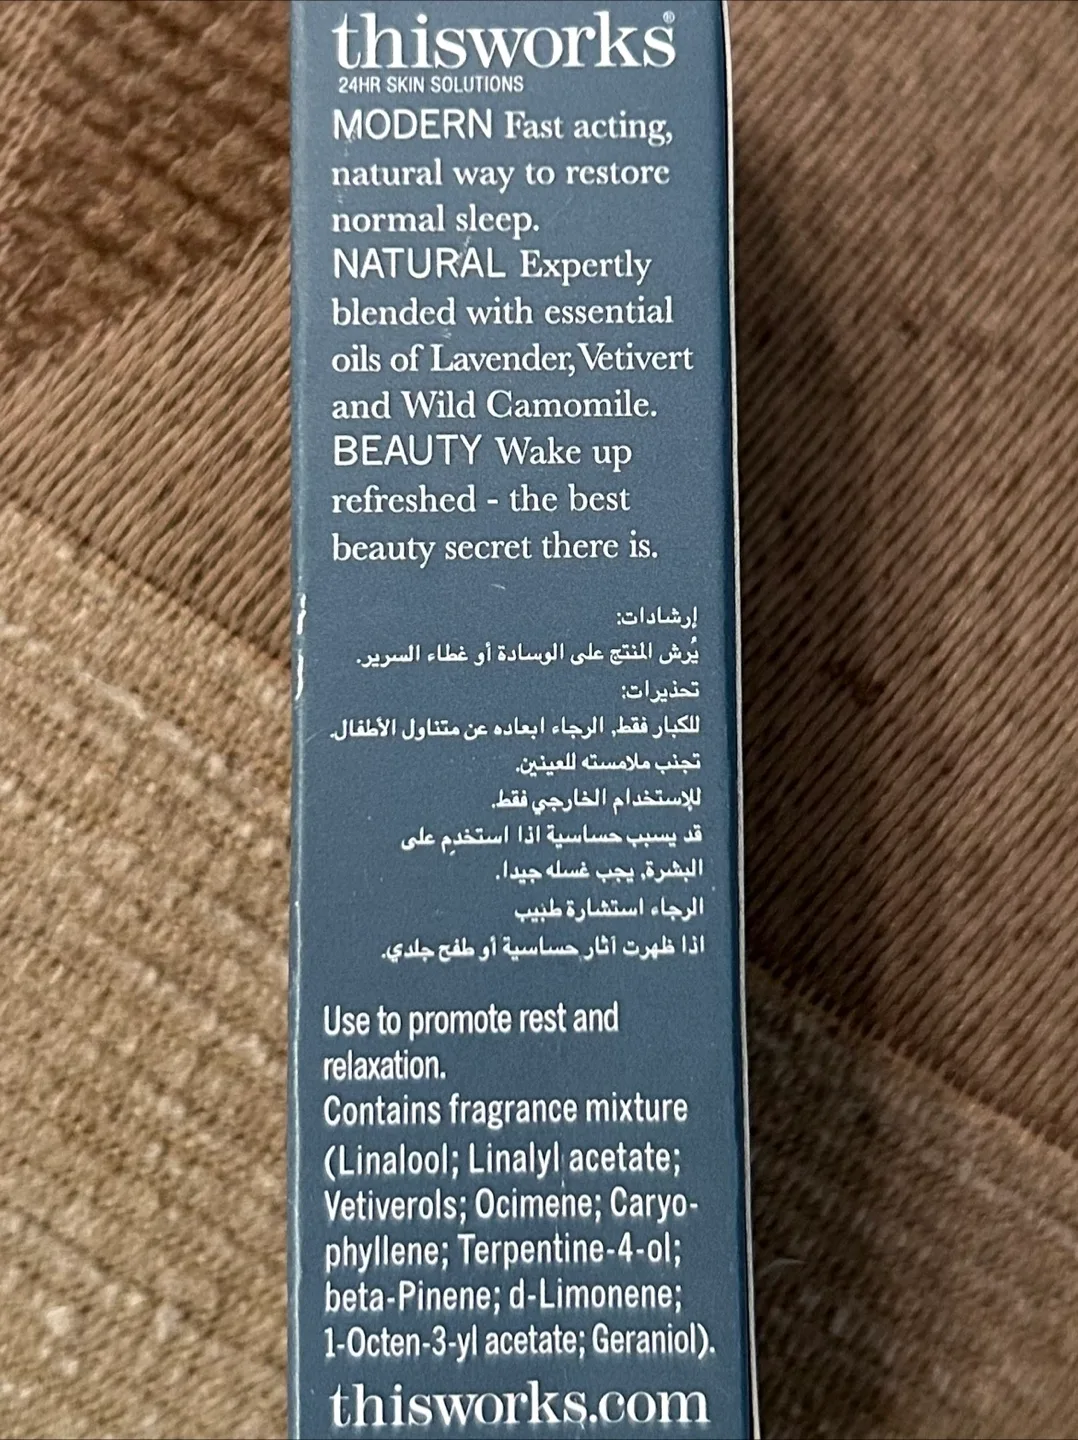 thisworks®
24HR SKIN SOLUTIONS
MODERN Fast acting,
natural way to restore
normal sleep.
NATURAL Expertly
blended with essential
oils of Lavender, Vetivert
and Wild Camomile.
BEAUTY Wake up
refreshed - the best
beauty secret there is.
إرشادات:
يُرش المنتج على الوسادة أو غطاء السرير.
تحذيرات:
للكبار فقط, الرجاء ابعاده عن متناول الأطفال.
تجنب ملامسته للعينين.
للإستخدام الخارجي فقط.
قد يسبب حساسية اذا استخدم على
البشرة, يجب غسله جيدا.
الرجاء استشارة طبيب
اذا ظهرت آثار حساسية أو طفح جلدي.
Use to promote rest and
relaxation.
Contains fragrance mixture
(Linalool; Linalyl acetate;
Vetiverols; Ocimene; Caryo-
phyllene; Terpentine-4-ol;
beta-Pinene; d-Limonene;
1-Octen-3-yl acetate; Geraniol).
thisworks.com